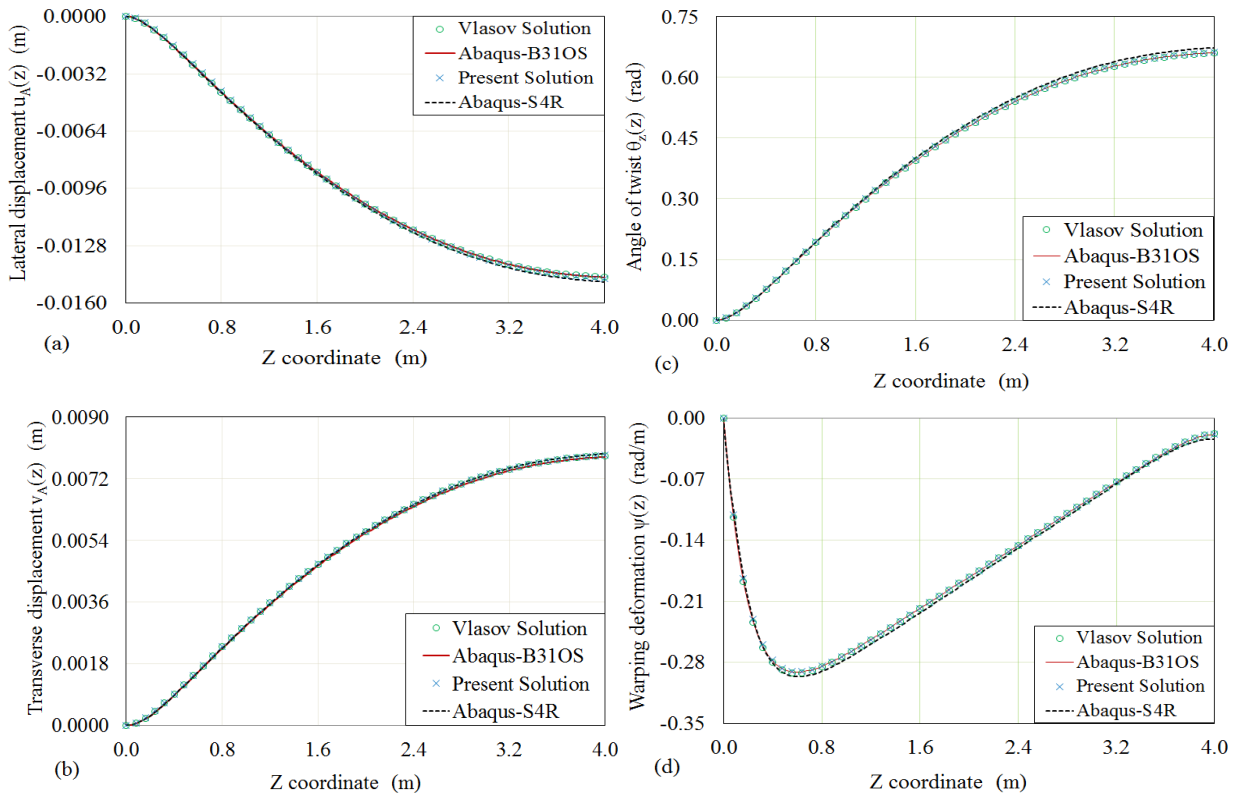 Lateral displacement u_A(z) (m)
0.0000
-0.0032
-0.0064
-0.0096
-0.0128
-0.0160
Vlasov Solution
Abaqus-B31OS
Present Solution
Abaqus-S4R
0.0 0.8 1.6 2.4 3.2 4.0
(a)
Z coordinate (m)
Transverse displacement v_A(z) (m)
0.0090
0.0072
0.0054
0.0036
0.0018
0.0000
Vlasov Solution
Abaqus-B31OS
Present Solution
Abaqus-S4R
0.0 0.8 1.6 2.4 3.2 4.0
(b)
Z coordinate (m)
Angle of twist θ_z(z) (rad)
0.75
0.60
0.45
0.30
0.15
0.00
Vlasov Solution
Abaqus-B31OS
Present Solution
Abaqus-S4R
0.0 0.8 1.6 2.4 3.2 4.0
(c)
Z coordinate (m)
Warping deformation ψ(z) (rad/m)
0.00
-0.07
-0.14
-0.21
-0.28
-0.35
Vlasov Solution
Abaqus-B31OS
Present Solution
Abaqus-S4R
0.0 0.8 1.6 2.4 3.2 4.0
(d)
Z coordinate (m)